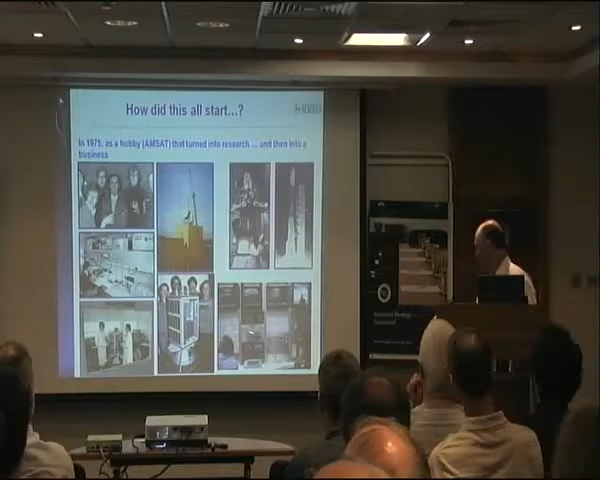 How did this all start...?
In 1975, as a hobby (AMSAT) that turned into research ... and then into a
business